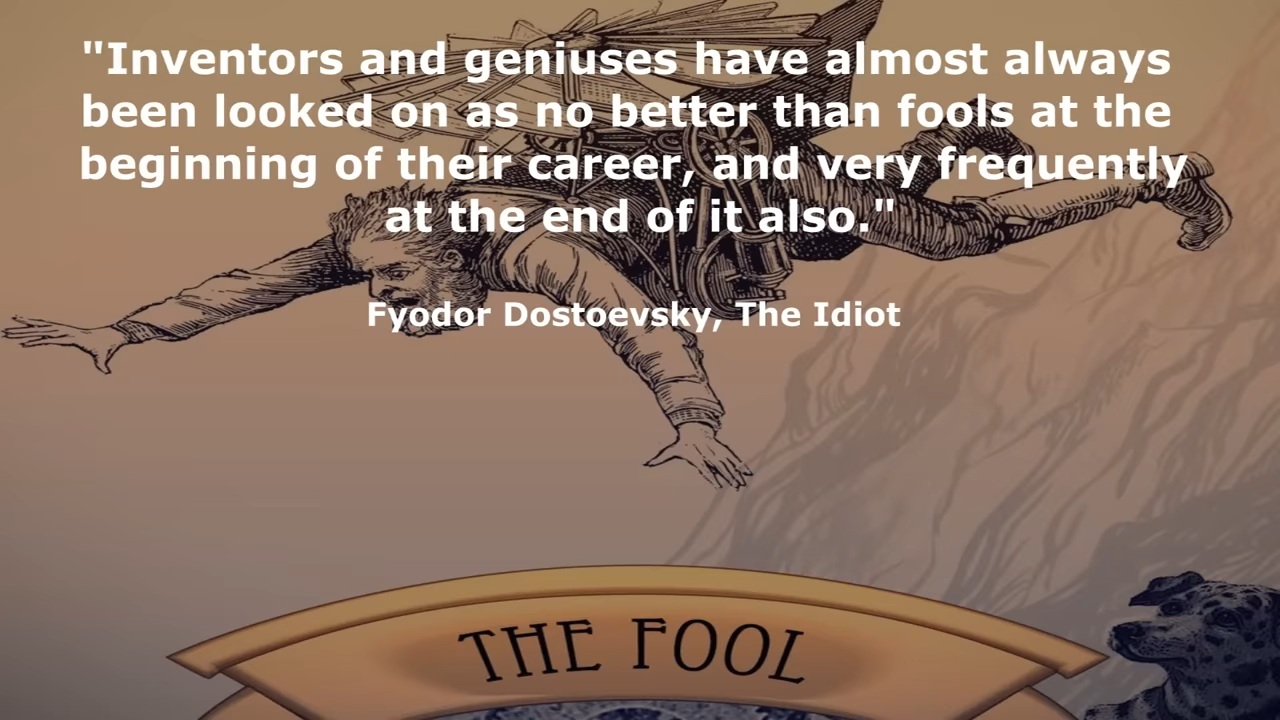 "Inventors and geniuses have almost always
been looked on as no better than fools at the
beginning of their career, and very frequently
at the end of it also."
Fyodor Dostoevsky, The Idiot
THE FOOL